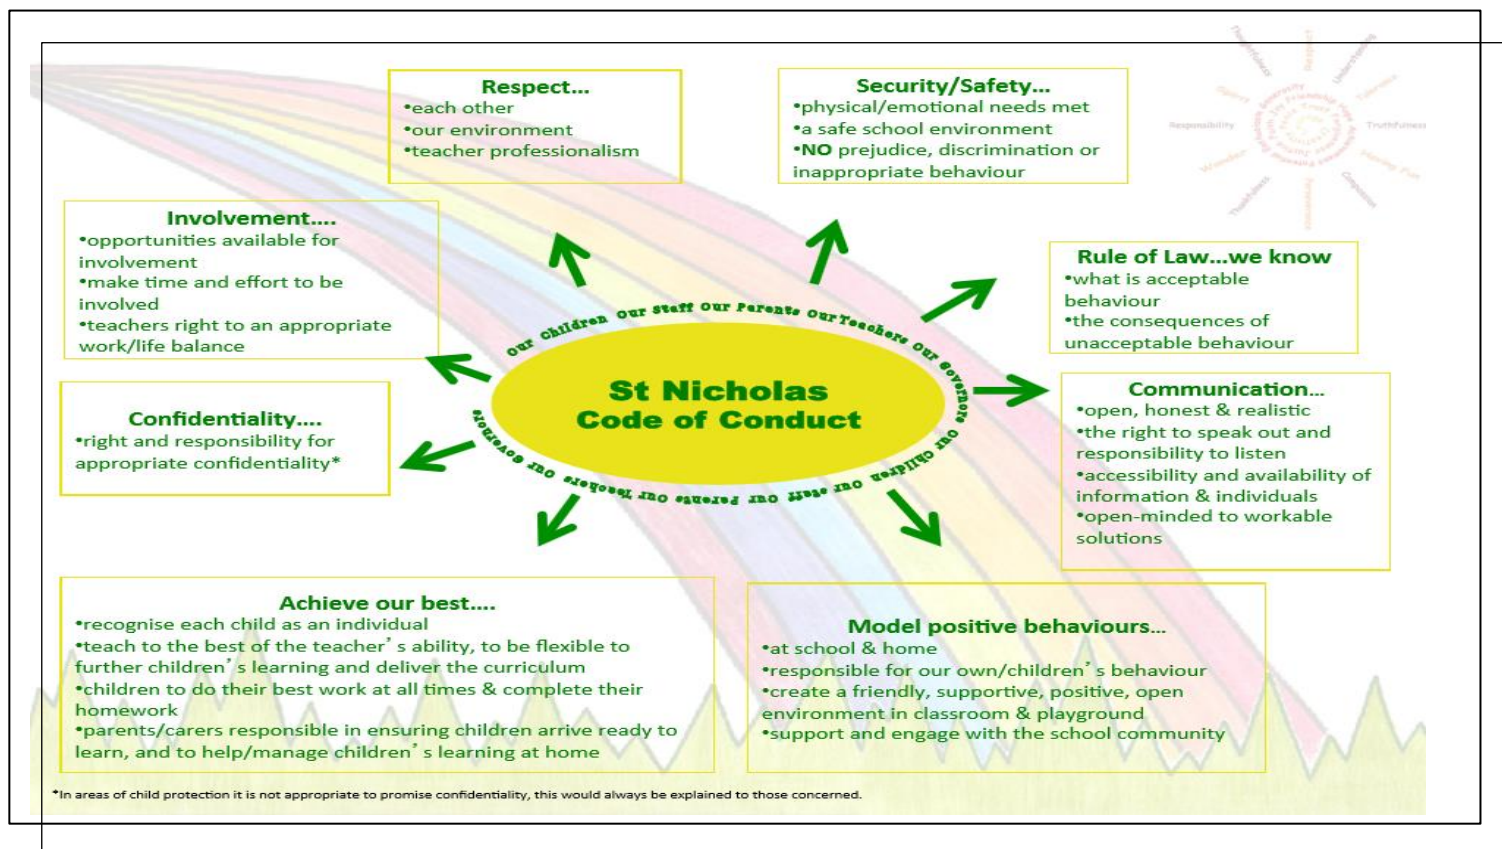 Respect...
•each other
•our environment
•teacher professionalism
Security/Safety...
•physical/emotional needs met
•a safe school environment
•NO prejudice, discrimination or
inappropriate behaviour
Thoughtfulness
Respect
Understanding
Tolerance
Truthfulness
Having Fun
Compassion
Thankfulness
Wonder
Responsibility
Involvement....
•opportunities available for
involvement
•make time and effort to be
involved
•teachers right to an appropriate
work/life balance
Rule of Law...we know
•what is acceptable
behaviour
•the consequences of
unacceptable behaviour
Our Children Our Staff Our Parents Our Teachers Our Governors Our Children Our Staff Our Parents Our Teachers Our Governors
St Nicholas
Code of Conduct
Confidentiality....
•right and responsibility for
appropriate confidentiality*
Communication...
•open, honest & realistic
•the right to speak out and
responsibility to listen
•accessibility and availability of
information & individuals
•open-minded to workable
solutions
Achieve our best....
•recognise each child as an individual
•teach to the best of the teacher’s ability, to be flexible to
further children’s learning and deliver the curriculum
•children to do their best work at all times & complete their
homework
•parents/carers responsible in ensuring children arrive ready to
learn, and to help/manage children’s learning at home
Model positive behaviours...
•at school & home
•responsible for our own/children’s behaviour
•create a friendly, supportive, positive, open
environment in classroom & playground
•support and engage with the school community
*In areas of child protection it is not appropriate to promise confidentiality, this would always be explained to those concerned.